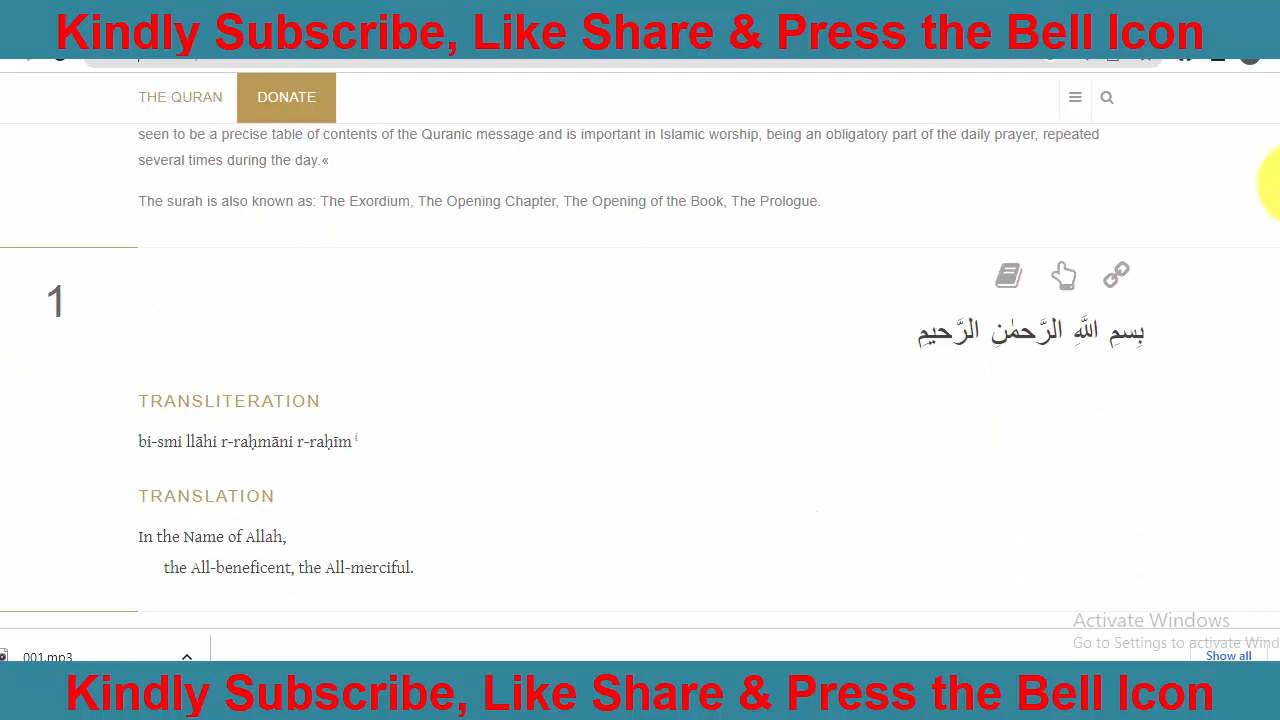 Kindly Subscribe, Like Share & Press the Bell Icon
THE QURAN DONATE
seen to be a precise table of contents of the Quranic message and is important in Islamic worship, being an obligatory part of the daily prayer, repeated
several times during the day.«
The surah is also known as: The Exordium, The Opening Chapter, The Opening of the Book, The Prologue.
1
بِسمِ اللَّهِ الرَّحمٰنِ الرَّحيمِ
TRANSLITERATION
bi-smi llāhi r-raḥmāni r-raḥīmⁱ
TRANSLATION
In the Name of Allah,
the All-beneficent, the All-merciful.
Activate Windows
Go to Settings to activate Wind
001.mp3
Show all
Kindly Subscribe, Like Share & Press the Bell Icon